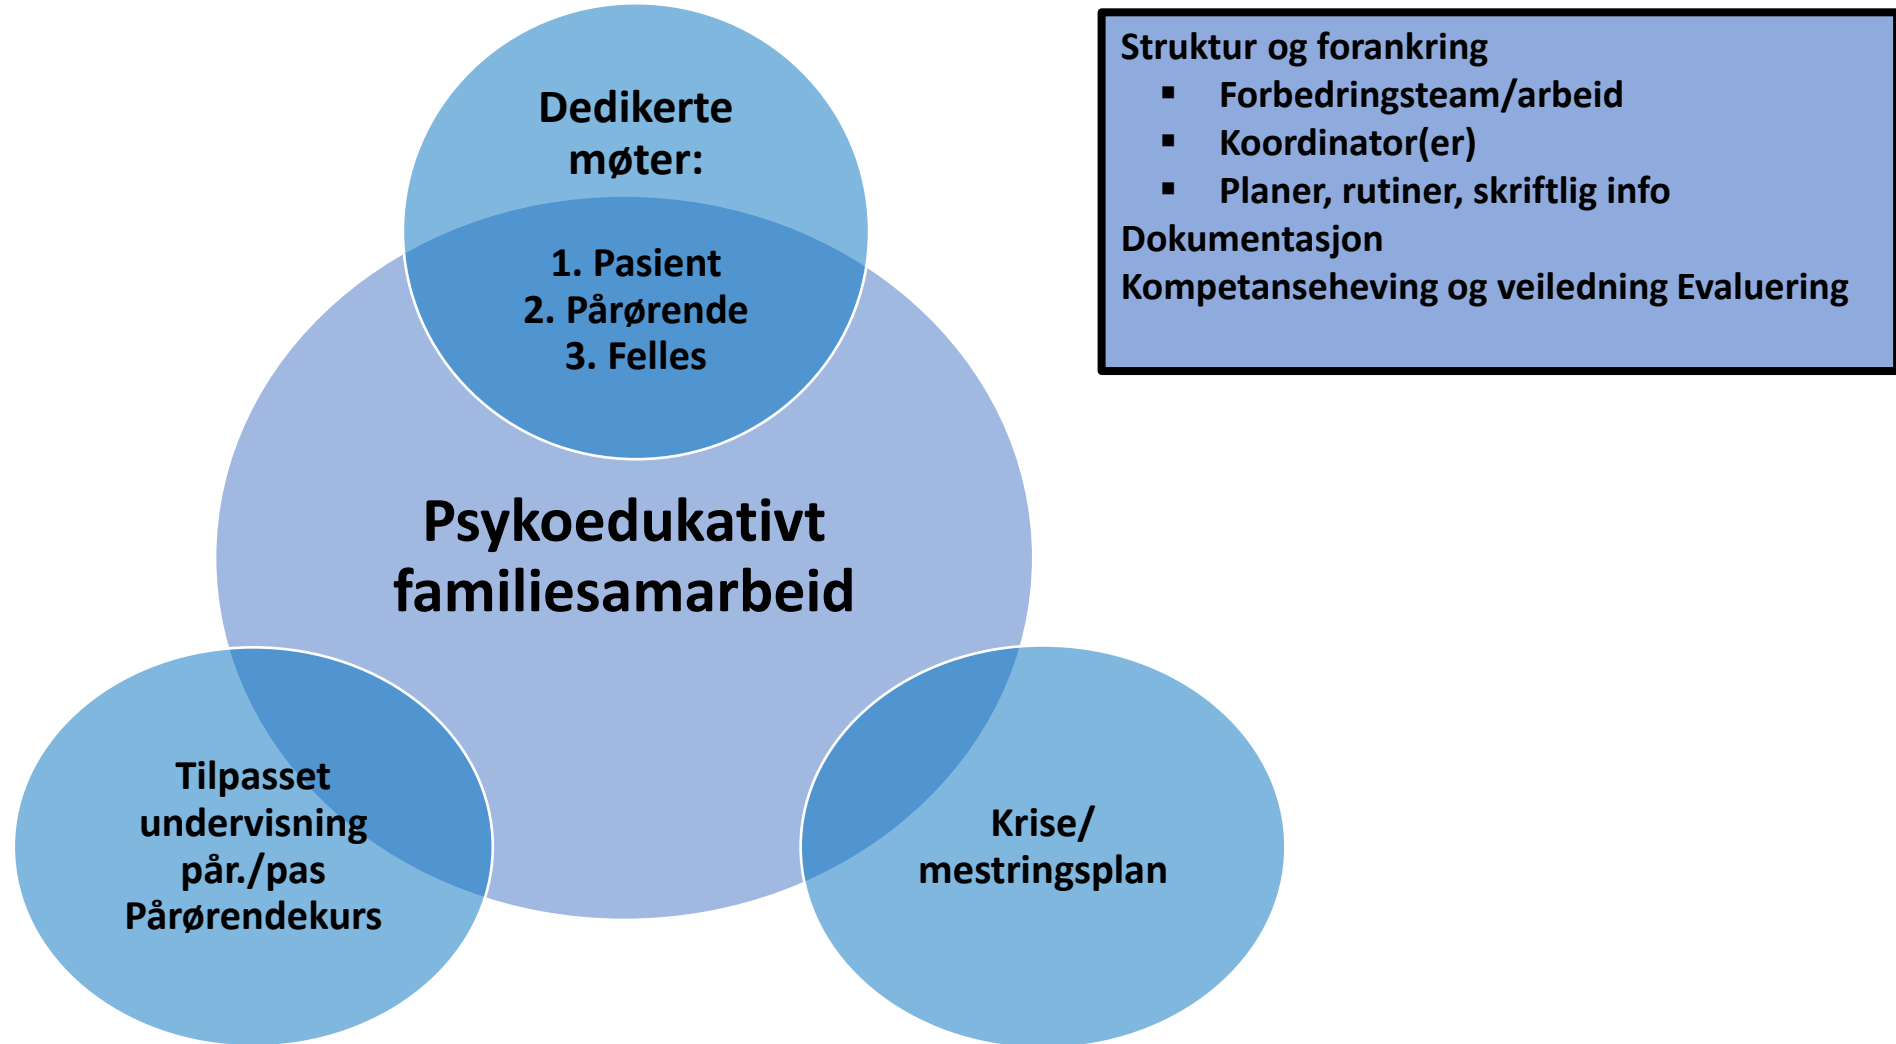 Dedikerte
møter:
1. Pasient
2. Pårørende
3. Felles
Struktur og forankring
▪ Forbedringsteam/arbeid
▪ Koordinator(er)
▪ Planer, rutiner, skriftlig info
Dokumentasjon
Kompetanseheving og veiledning Evaluering
Psykoedukativt
familiesamarbeid
Tilpasset
undervisning
pår./pas
Pårørendekurs
Krise/
mestringsplan